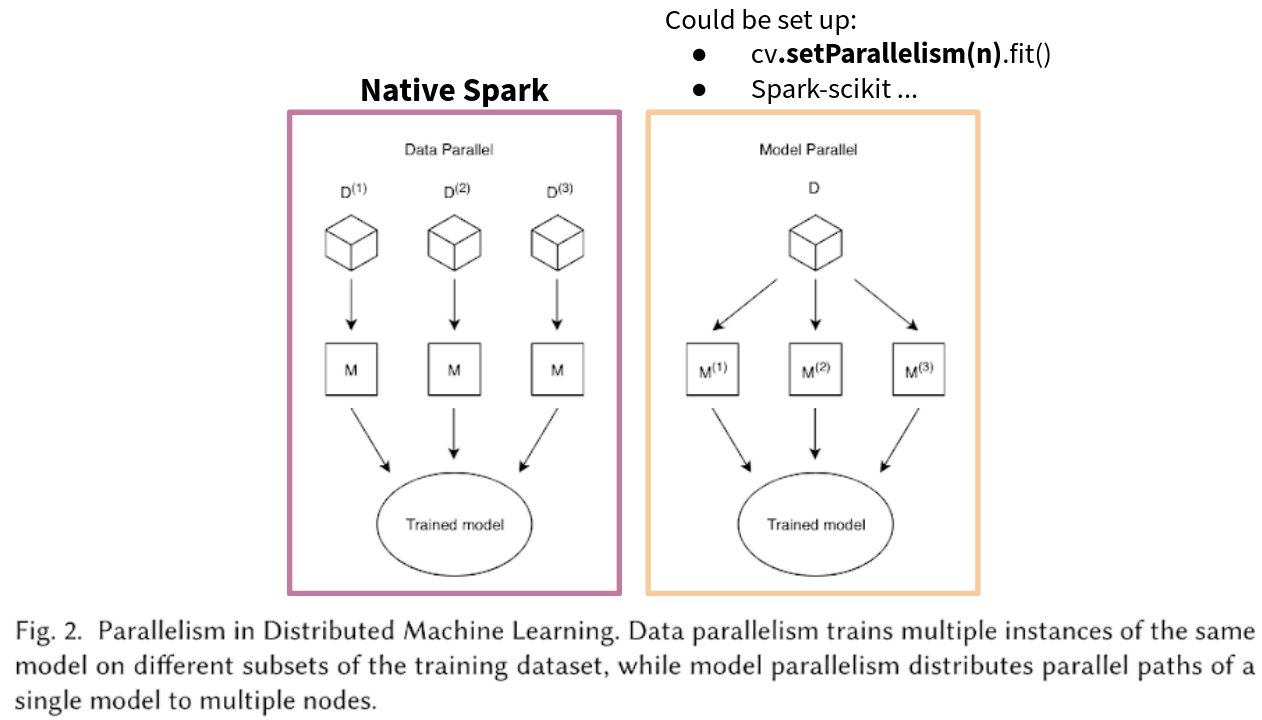 Could be set up:
● cv.setParallelism(n).fit()
● Spark-scikit ...
Native Spark
Data Parallel
D(1) D(2) D(3)
M M M
Trained model
Model Parallel
D
M(1) M(2) M(3)
Trained model
Fig. 2. Parallelism in Distributed Machine Learning. Data parallelism trains multiple instances of the same
model on different subsets of the training dataset, while model parallelism distributes parallel paths of a
single model to multiple nodes.